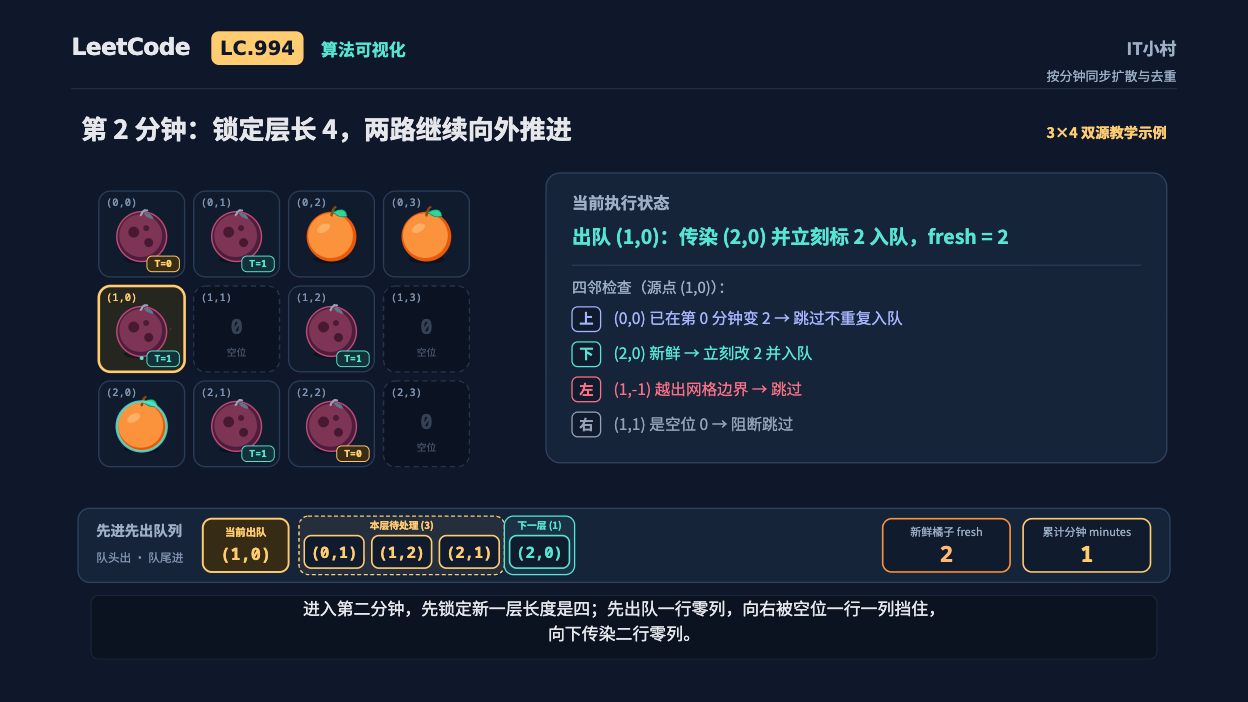 LeetCode LC.994 算法可视化
IT小村
按分钟同步扩散与去重
第 2 分钟：锁定层长 4，两路继续向外推进
3×4 双源教学示例
(0,0) (0,1) (0,2) (0,3)
T=0 T=1
(1,0) (1,1) (1,2) (1,3)
0 0
空位 空位
T=1 T=1
(2,0) (2,1) (2,2) (2,3)
0
空位
T=1 T=0
当前执行状态
出队 (1,0)：传染 (2,0) 并立刻标 2 入队，fresh = 2
四邻检查（源点 (1,0)）：
上 (0,0) 已在第 0 分钟变 2 → 跳过不重复入队
下 (2,0) 新鲜 → 立刻改 2 并入队
左 (1,-1) 越出网格边界 → 跳过
右 (1,1) 是空位 0 → 阻断跳过
先进先出队列
队头出 · 队尾进
当前出队
(1,0)
本层待处理 (3)
(0,1) (1,2) (2,1)
下一层 (1)
(2,0)
新鲜橘子 fresh
2
累计分钟 minutes
1
进入第二分钟，先锁定新一层长度是四；先出队一行零列，向右被空位一行一列挡住，
向下传染二行零列。